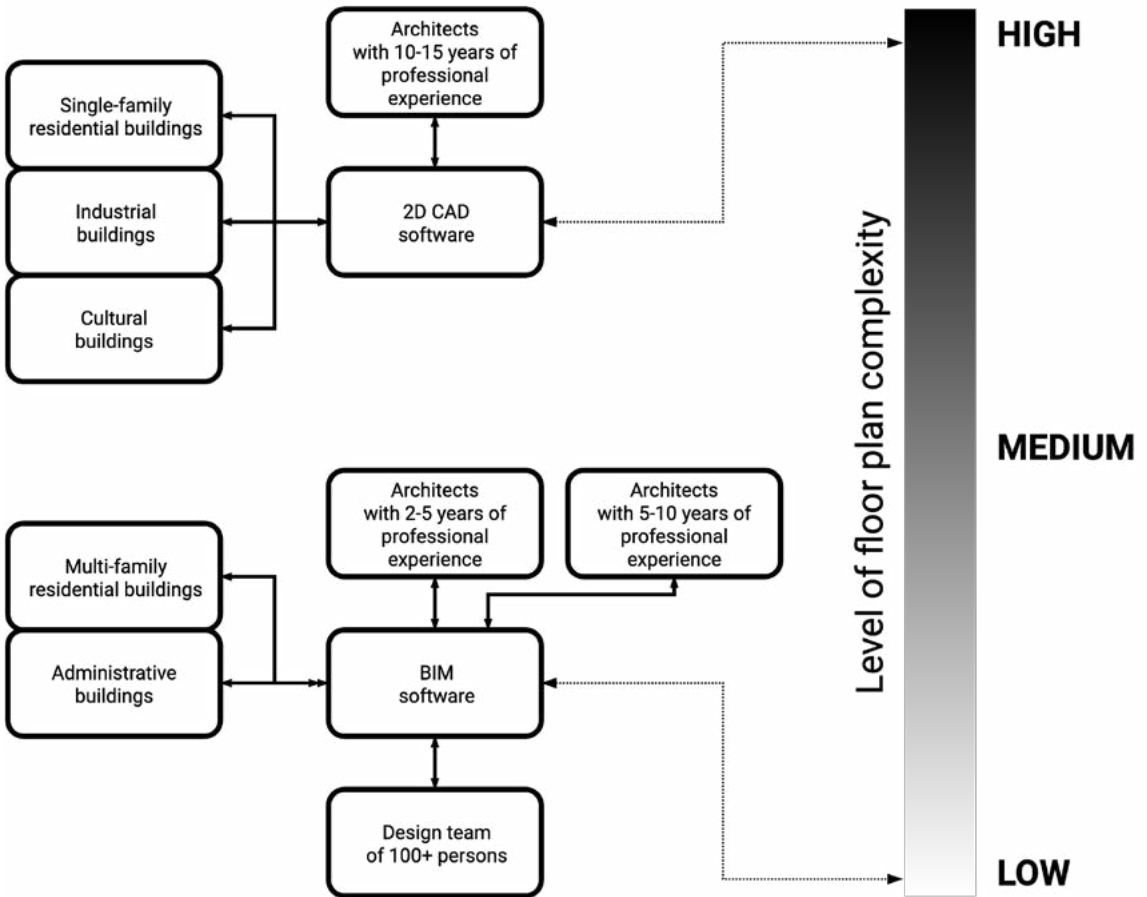 Architects
with 10-15 years of
professional
experience
HIGH
Single-family
residential buildings
Industrial
buildings
2D CAD
software
Cultural
buildings
Level of floor plan complexity
MEDIUM
Architects
with 2-5 years of
professional
experience
Architects
with 5-10 years of
professional
experience
Multi-family
residential buildings
Administrative
buildings
BIM
software
Design team
of 100+ persons
LOW